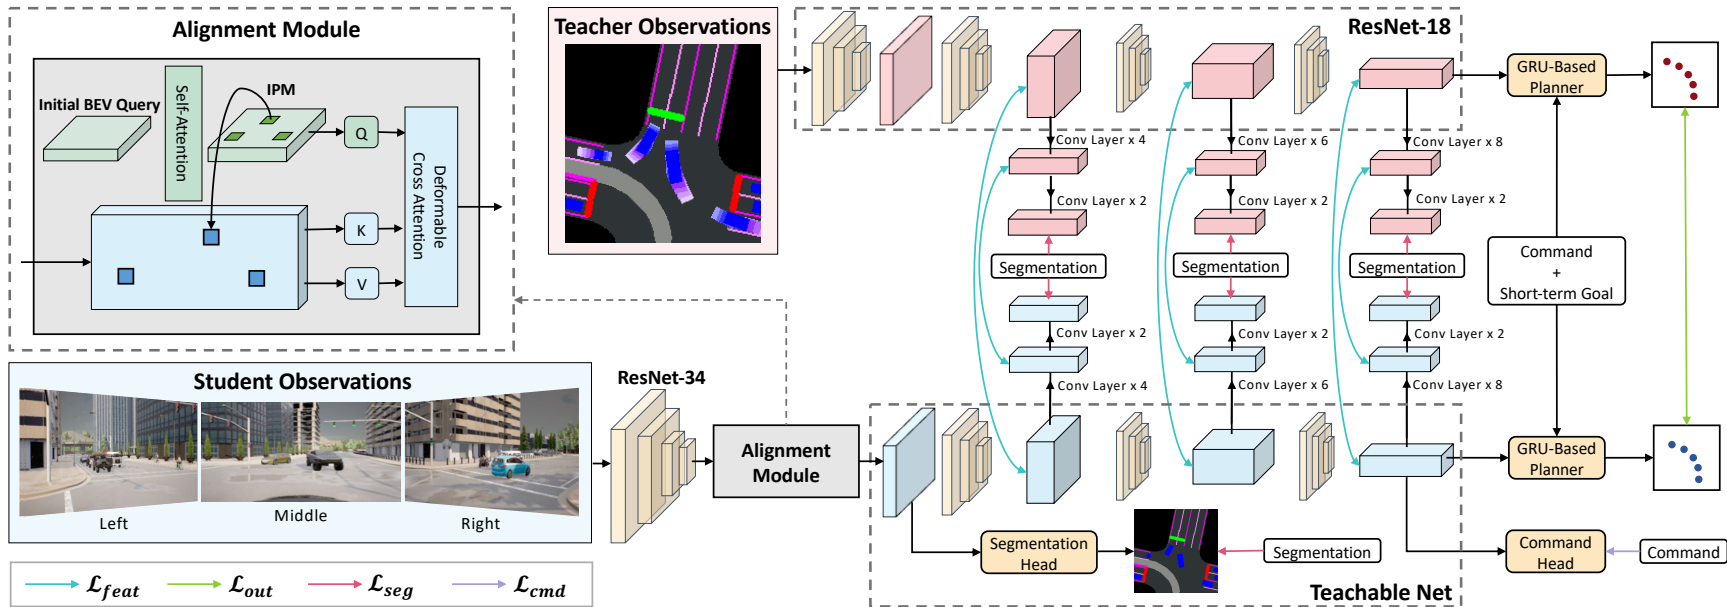 Alignment Module
Initial BEV Query
Self-Attention
IPM
Q
K
V
Deformable
Cross Attention
Teacher Observations
ResNet-18
GRU-Based
Planner
Conv Layer x 4
Conv Layer x 6
Conv Layer x 8
Conv Layer x 2
Conv Layer x 2
Conv Layer x 2
Segmentation
Segmentation
Segmentation
Command
+
Short-term Goal
Conv Layer x 2
Conv Layer x 2
Conv Layer x 2
Conv Layer x 4
Conv Layer x 6
Conv Layer x 8
Student Observations
Left
Middle
Right
ResNet-34
Alignment
Module
GRU-Based
Planner
Segmentation
Head
Segmentation
Command
Head
Command
Teachable Net
ℒ_feat
ℒ_out
ℒ_seg
ℒ_cmd